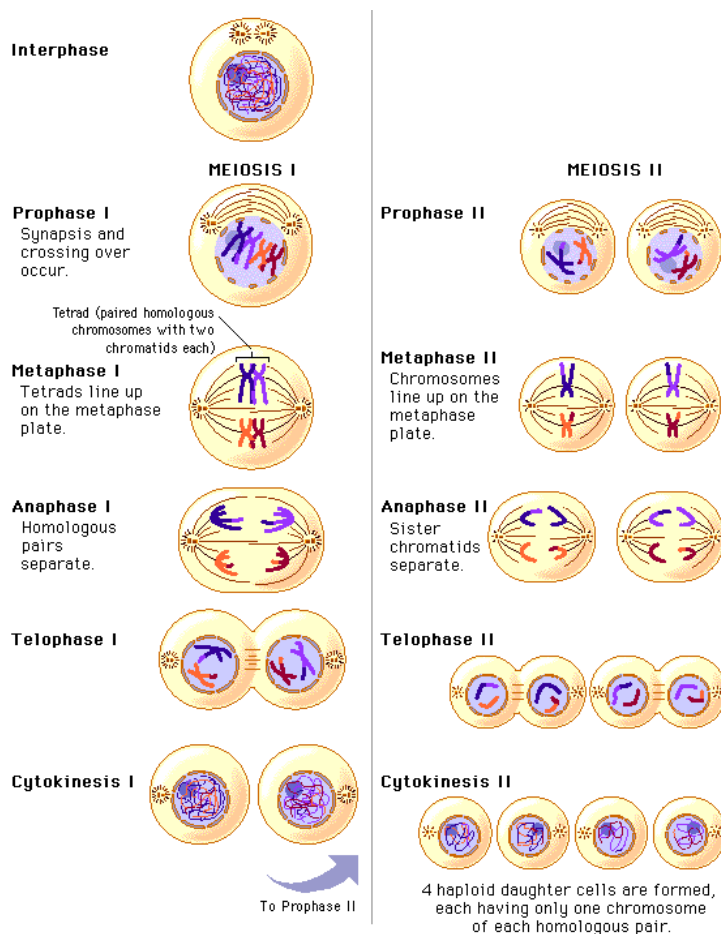 Interphase
MEIOSIS I
Prophase I
Synapsis and
crossing over
occur.
Tetrad (paired homologous
chromosomes with two
chromatids each)
Metaphase I
Tetrads line up
on the metaphase
plate.
Anaphase I
Homologous
pairs
separate.
Telophase I
Cytokinesis I
To Prophase II
MEIOSIS II
Prophase II
Metaphase II
Chromosomes
line up on the
metaphase
plate.
Anaphase II
Sister
chromatids
separate.
Telophase II
Cytokinesis II
4 haploid daughter cells are formed,
each having only one chromosome
of each homologous pair.